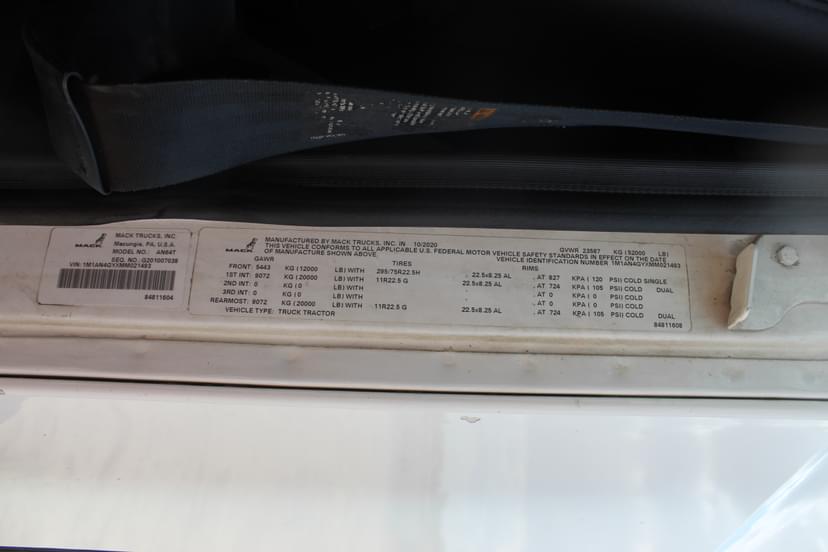 MACK
MACK TRUCKS, INC.
Macungie, PA, U.S.A.
MODEL NO.: AN64T
SEQ. NO.: G201007038
VIN: 1M1AN4GYXMM021493
84811604
MACK
MANUFACTURED BY MACK TRUCKS, INC. IN 10/2020 GVWR 23587 KG (52000 LB)
THIS VEHICLE CONFORMS TO ALL APPLICABLE U.S. FEDERAL MOTOR VEHICLE SAFETY STANDARDS IN EFFECT ON THE DATE
OF MANUFACTURE SHOWN ABOVE. VEHICLE IDENTIFICATION NUMBER 1M1AN4GYXMM021493
GAWR TIRES RIMS
FRONT: 5443 KG (12000 LB) WITH 295/75R22.5H , 22.5x8.25 AL , AT 827 KPA ( 120 PSI) COLD SINGLE
1ST INT: 9072 KG (20000 LB) WITH 11R22.5 G 22.5x8.25 AL , AT 724 KPA ( 105 PSI) COLD DUAL
2ND INT: 0 KG (0 LB) WITH , AT 0 KPA ( 0 PSI) COLD
3RD INT: 0 KG (0 LB) WITH , AT 0 KPA ( 0 PSI) COLD
REARMOST: 9072 KG (20000 LB) WITH 11R22.5 G 22.5x8.25 AL , AT 724 KPA ( 105 PSI) COLD DUAL
VEHICLE TYPE: TRUCK TRACTOR 84811608